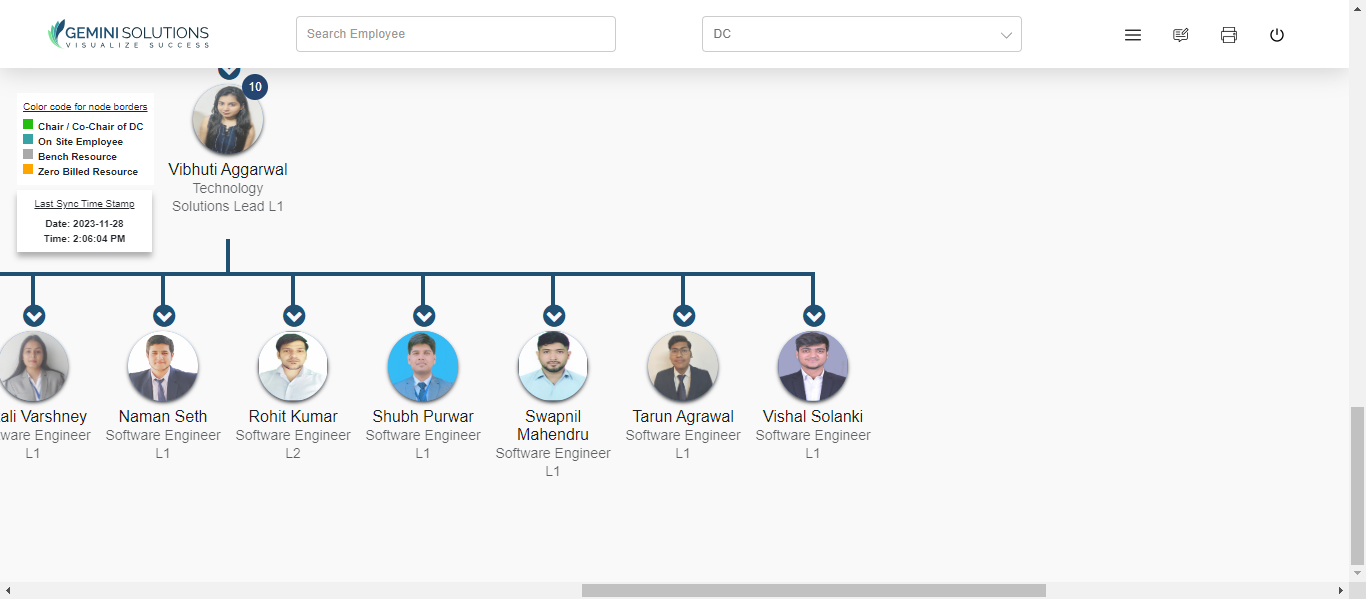 GEMINI SOLUTIONS
VISUALIZE SUCCESS
Search Employee
DC
10
Color code for node borders
Chair / Co-Chair of DC
On Site Employee
Bench Resource
Zero Billed Resource
Last Sync Time Stamp
Date: 2023-11-28
Time: 2:06:04 PM
Vibhuti Aggarwal
Technology
Solutions Lead L1
Varshney
Engineer
L1
Naman Seth
Software Engineer
L1
Rohit Kumar
Software Engineer
L2
Shubh Purwar
Software Engineer
L1
Swapnil
Mahendru
Software Engineer
L1
Tarun Agrawal
Software Engineer
L1
Vishal Solanki
Software Engineer
L1